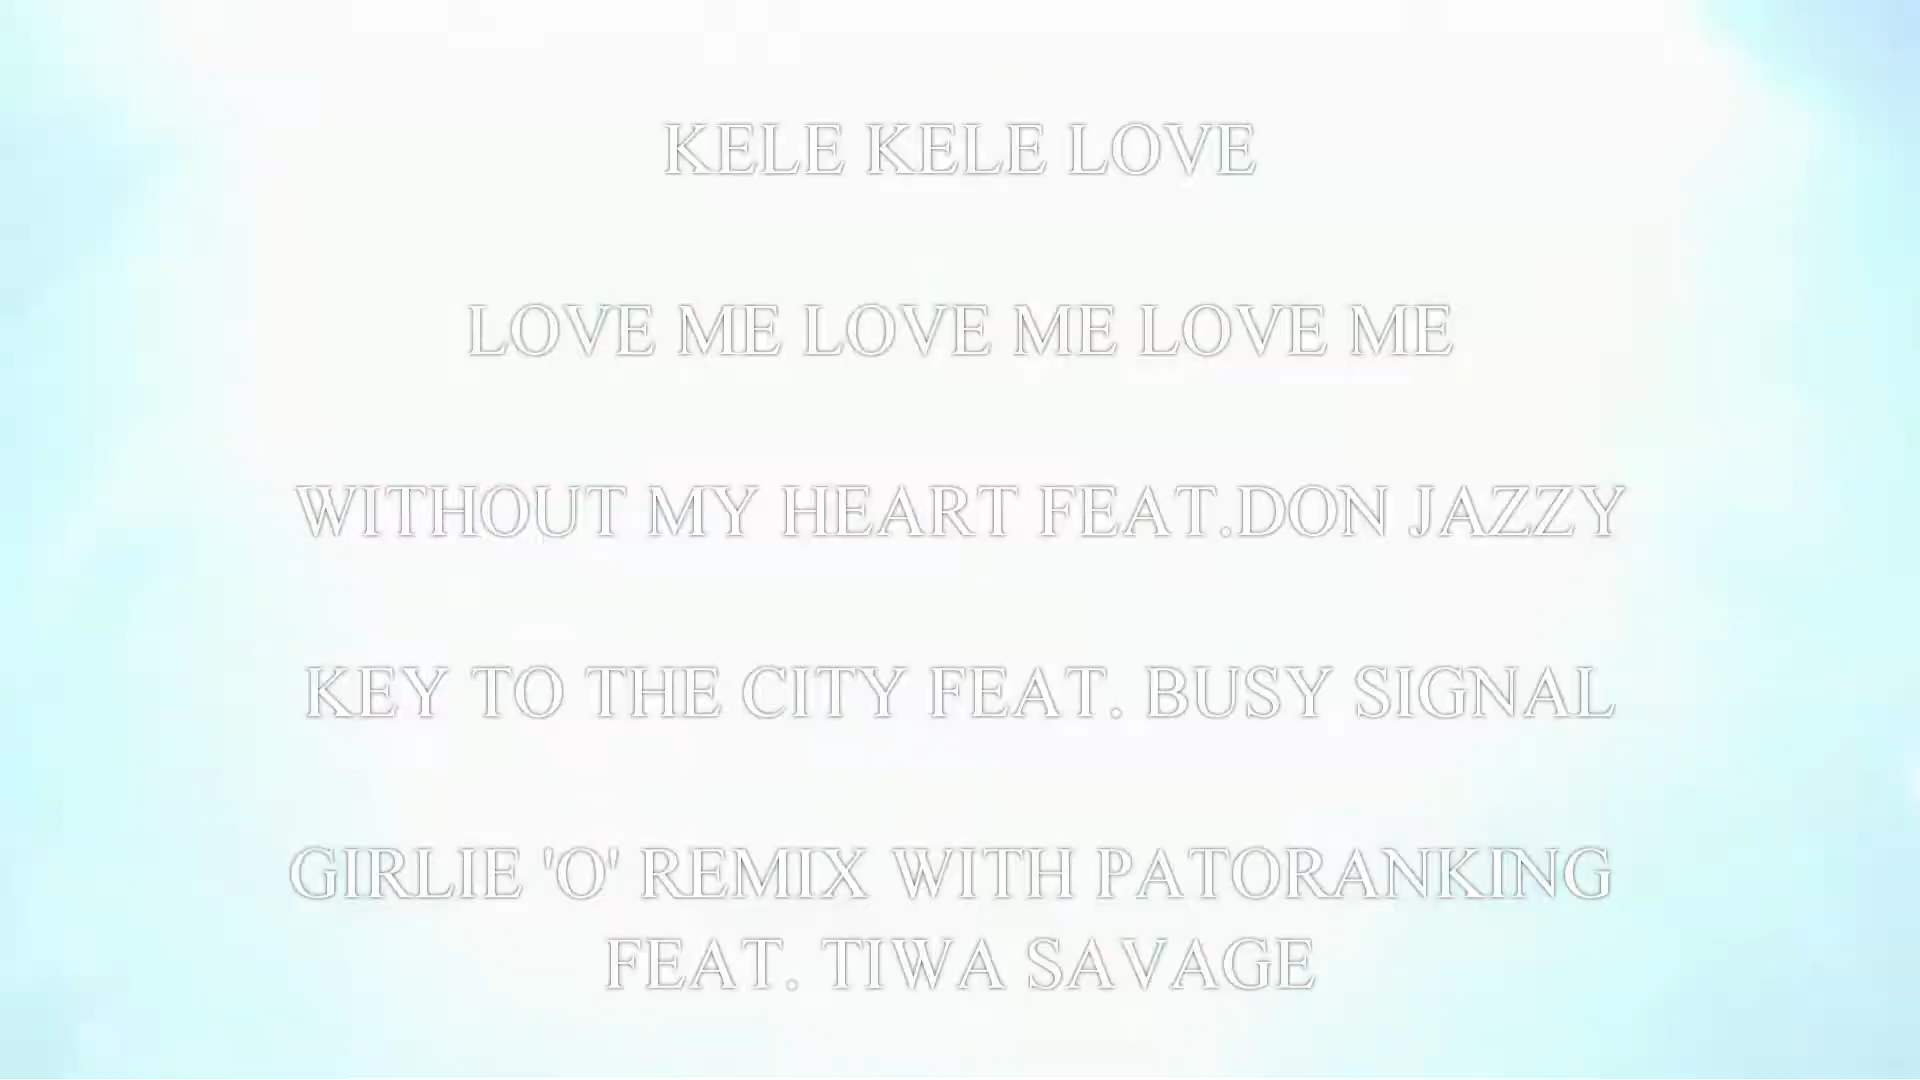 KELE KELE LOVE
LOVE ME LOVE ME LOVE ME
WITHOUT MY HEART FEAT.DON JAZZY
KEY TO THE CITY FEAT. BUSY SIGNAL
GIRLIE 'O' REMIX WITH PATORANKING
FEAT. TIWA SAVAGE